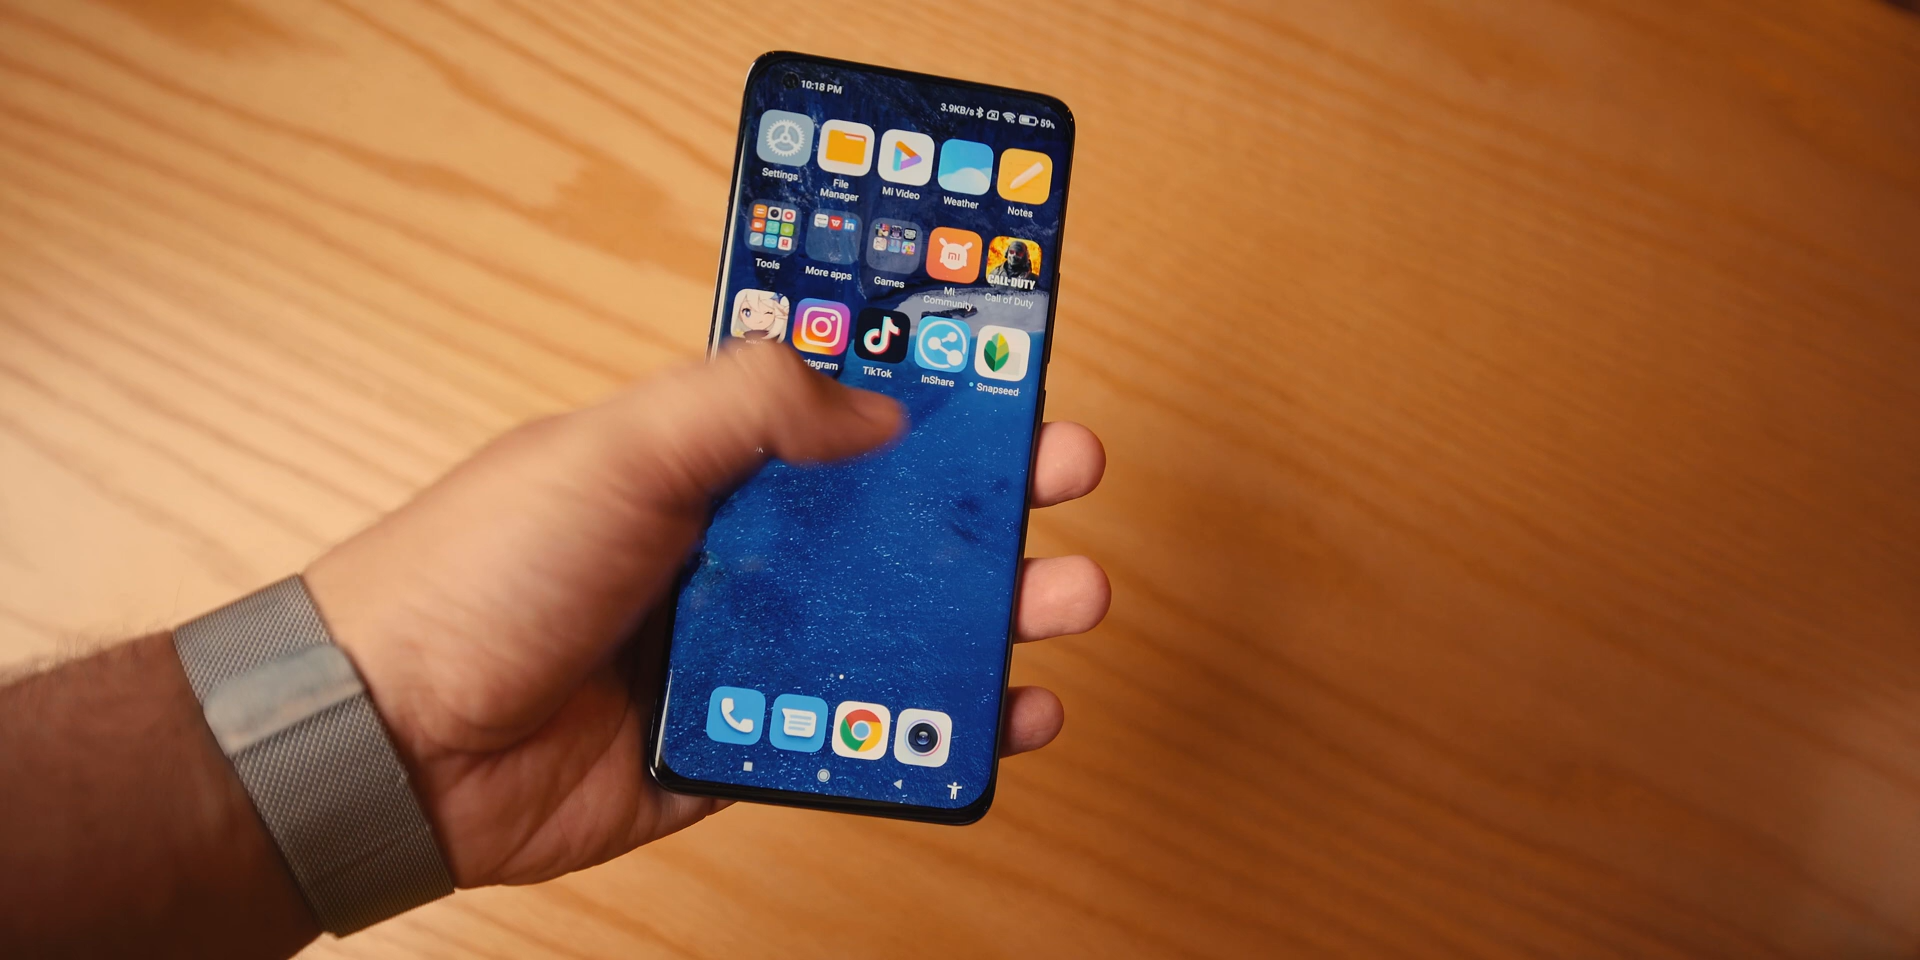 10:18 PM
3.9KB/s
59%
Settings
File
Manager
Mi Video
Weather
Notes
Tools
More apps
Games
mi
Mi
Community
CALL DUTY
Call of Duty
tagram
TikTok
InShare
Snapseed